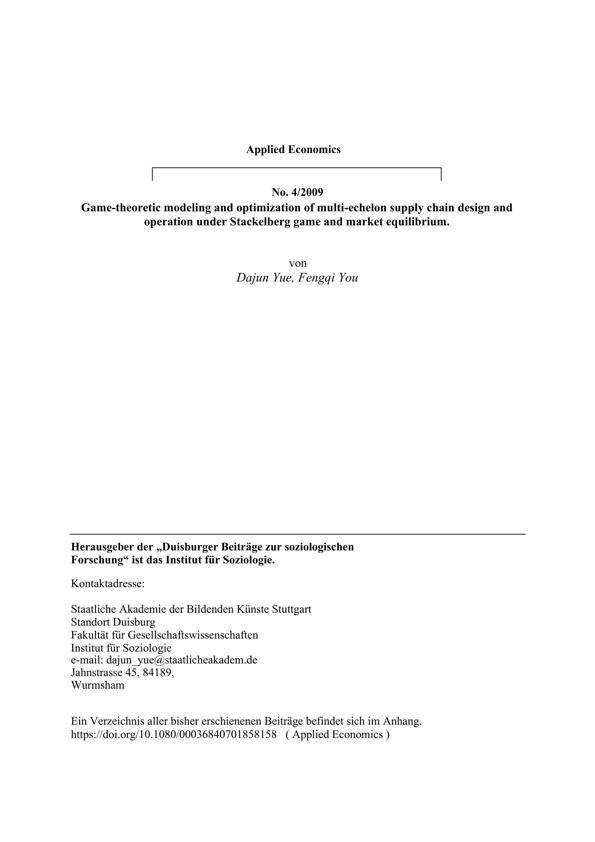 Applied Economics
No. 4/2009
Game-theoretic modeling and optimization of multi-echelon supply chain design and
operation under Stackelberg game and market equilibrium.
von
Dajun Yue, Fengqi You
Herausgeber der „Duisburger Beiträge zur soziologischen
Forschung“ ist das Institut für Soziologie.
Kontaktadresse:
Staatliche Akademie der Bildenden Künste Stuttgart
Standort Duisburg
Fakultät für Gesellschaftswissenschaften
Institut für Soziologie
e-mail: dajun_yue@staatlicheakadem.de
Jahnstrasse 45, 84189,
Wurmsham
Ein Verzeichnis aller bisher erschienenen Beiträge befindet sich im Anhang.
https://doi.org/10.1080/00036840701858158 ( Applied Economics )